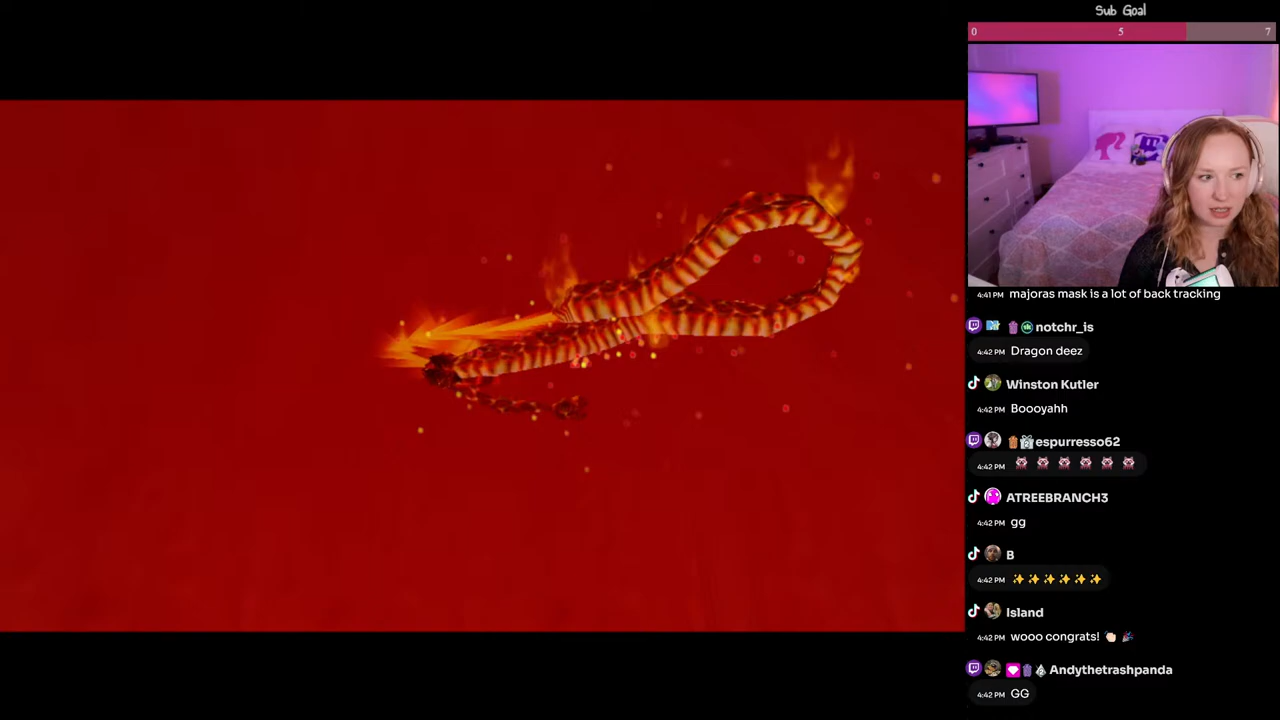 Sub Goal
0 5 7
4:41 PM majoras mask is a lot of back tracking
notchr_is
4:42 PM Dragon deez
Winston Kutler
4:42 PM Boooyahh
espurresso62
4:42 PM
ATREEBRANCH3
4:42 PM gg
B
4:42 PM ✨✨✨✨✨✨
Island
4:42 PM wooo congrats! 👏🏻 🎉
Andythetrashpanda
4:42 PM GG